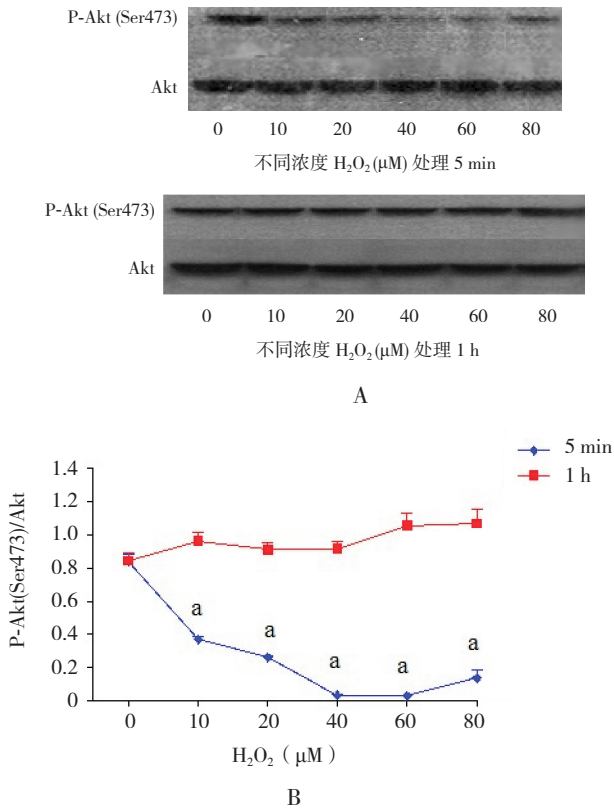 P-Akt (Ser473)
Akt
0 10 20 40 60 80
不同浓度 H₂O₂ (μM) 处理 5 min
P-Akt (Ser473)
Akt
0 10 20 40 60 80
不同浓度 H₂O₂ (μM) 处理 1 h
A
5 min
1 h
P-Akt(Ser473)/Akt
1.4
1.2
1.0
0.8
0.6
0.4
0.2
0
a a a a a
0 10 20 40 60 80
H₂O₂ ( μM )
B